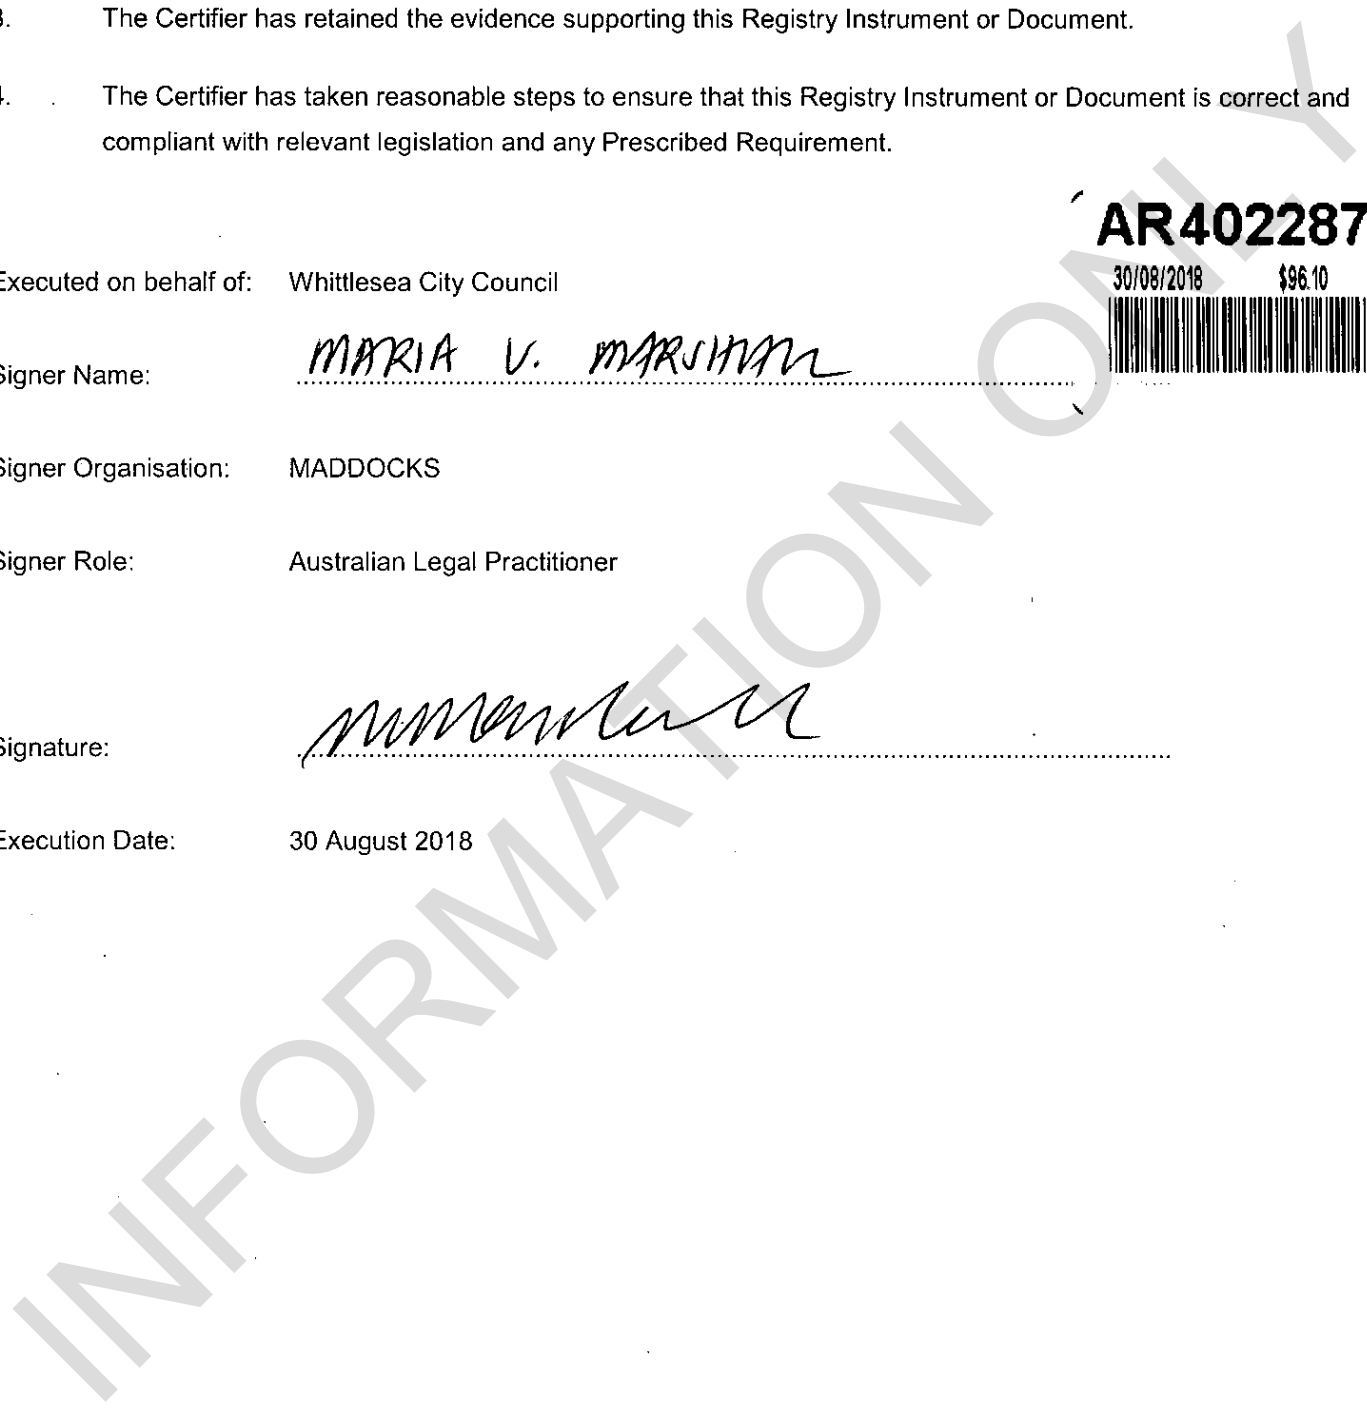 3. The Certifier has retained the evidence supporting this Registry Instrument or Document.
4. The Certifier has taken reasonable steps to ensure that this Registry Instrument or Document is correct and
compliant with relevant legislation and any Prescribed Requirement.
AR402287
30/08/2018 $96.10
Executed on behalf of: Whittlesea City Council
Signer Name: MARIA V. MARSHALL
Signer Organisation: MADDOCKS
Signer Role: Australian Legal Practitioner
Signature:
Execution Date: 30 August 2018
INFORMATION ONLY